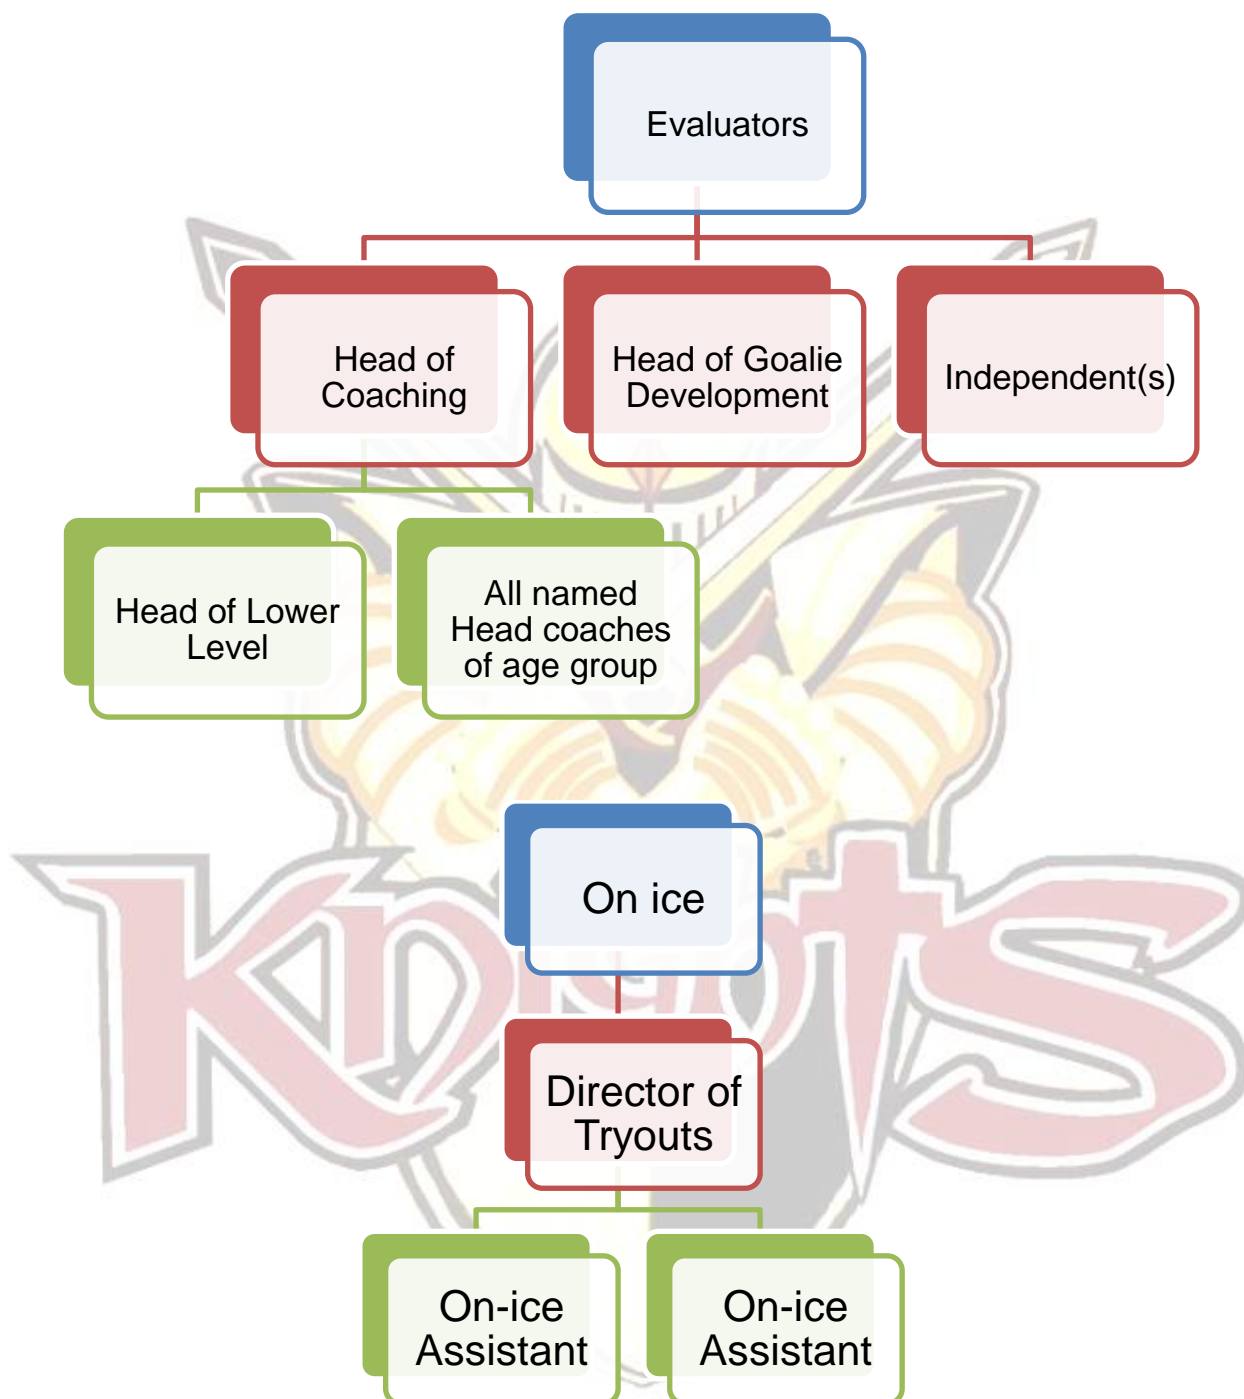 Evaluators
Head of
Coaching
Head of Goalie
Development
Independent(s)
Head of Lower
Level
All named
Head coaches
of age group
On ice
Knights
Director of
Tryouts
On-ice
Assistant
On-ice
Assistant